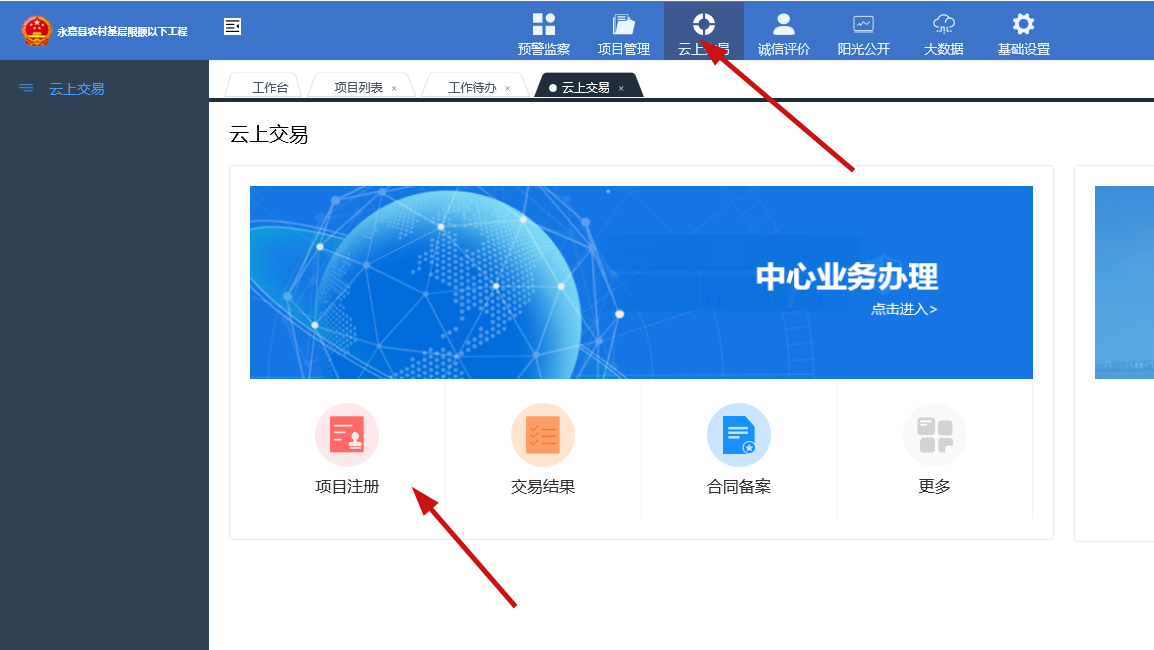 永嘉县农村基层限额以下工程
预警监察 项目管理 云上交易 诚信评价 阳光公开 大数据 基础设置
云上交易
工作台 项目列表 × 工作待办 × 云上交易 ×
云上交易
中心业务办理
点击进入>
项目注册 交易结果 合同备案 更多